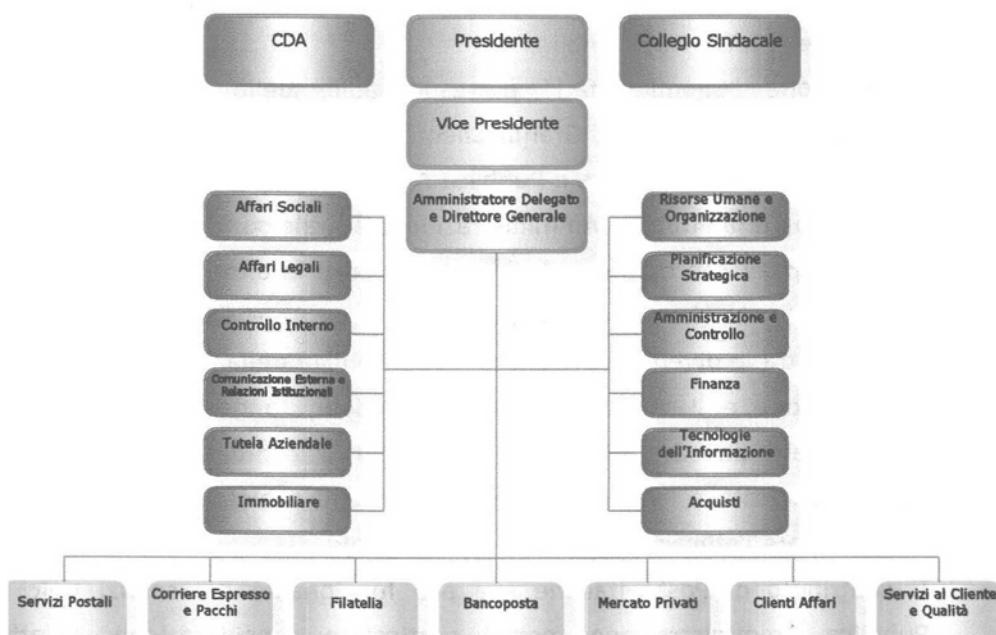 CDA
Presidente
Collegio Sindacale
Vice Presidente
Amministratore Delegato
e Direttore Generale
Affari Sociali
Affari Legali
Controllo Interno
Comunicazione Esterna e
Relazioni Istituzionali
Tutela Aziendale
Immobiliare
Risorse Umane e
Organizzazione
Pianificazione
Strategica
Amministrazione e
Controllo
Finanza
Tecnologie
dell'Informazione
Acquisti
Servizi Postali
Corriere Espresso
e Pacchi
Filatelia
Bancoposta
Mercato Privati
Clienti Affari
Servizi al Cliente
e Qualità